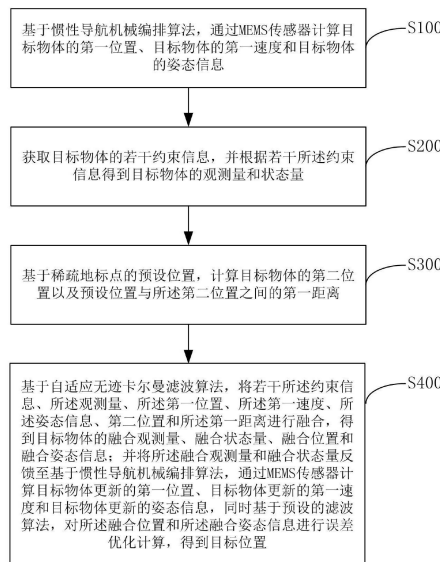 基于惯性导航机械编排算法，通过MEMS传感器计算目
标物体的第一位置、目标物体的第一速度和目标物体
的姿态信息
S100
获取目标物体的若干约束信息，并根据若干所述约束
信息得到目标物体的观测量和状态量
S200
基于稀疏地标点的预设位置，计算目标物体的第二位
置以及预设位置与所述第二位置之间的第一距离
S300
基于自适应无迹卡尔曼滤波算法，将若干所述约束信
息、所述观测量、所述第一位置、所述第一速度、所
述姿态信息、第二位置和所述第一距离进行融合，得
到目标物体的融合观测量、融合状态量、融合位置和
融合姿态信息；并将所述融合观测量和融合状态量反
馈至基于惯性导航机械编排算法，通过MEMS传感器计
算目标物体更新的第一位置、目标物体更新的第一速
度和目标物体更新的姿态信息，同时基于预设的滤波
算法，对所述融合位置和所述融合姿态信息进行误差
优化计算，得到目标位置
S400